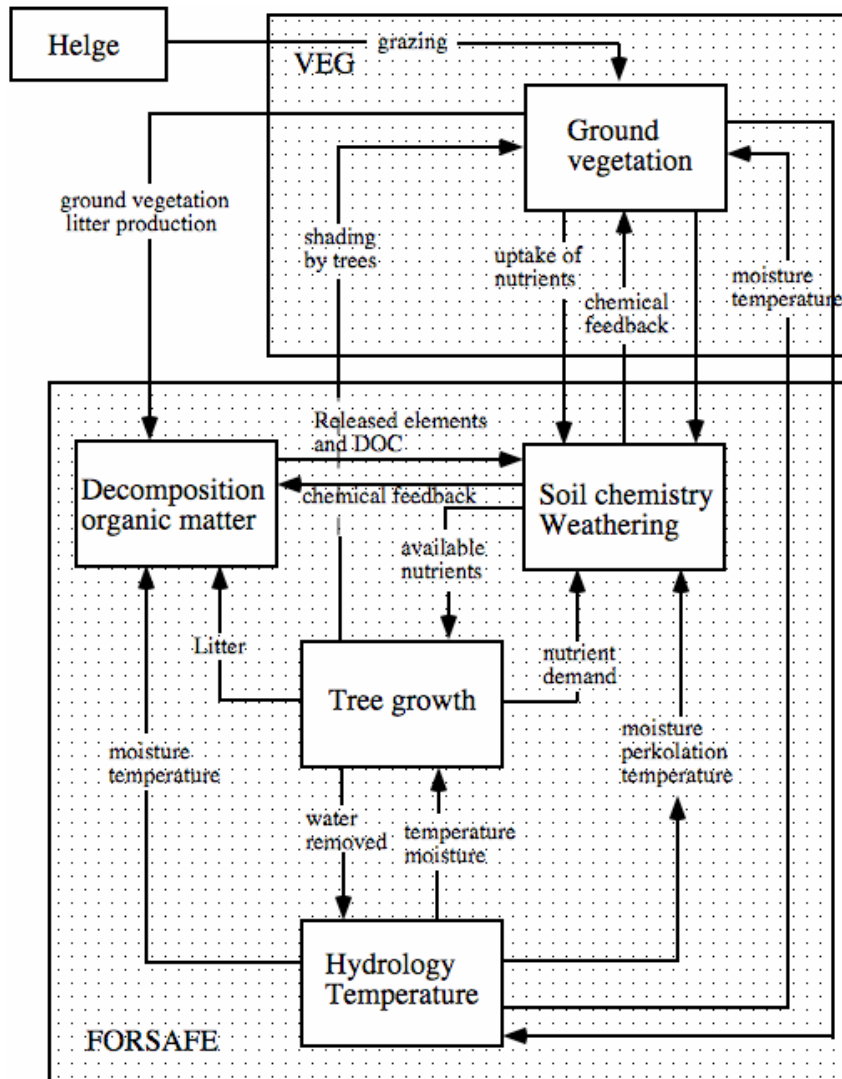 Helge
grazing
VEG
Ground
vegetation
ground vegetation
litter production
shading
by trees
uptake of
nutrients
chemical
feedback
moisture
temperature
Released elements
and DOC
Decomposition
organic matter
chemical feedback
Soil chemistry
Weathering
available
nutrients
Litter
Tree growth
nutrient
demand
moisture
temperature
moisture
perkolation
temperature
water
removed
temperature
moisture
Hydrology
Temperature
FORSAFE